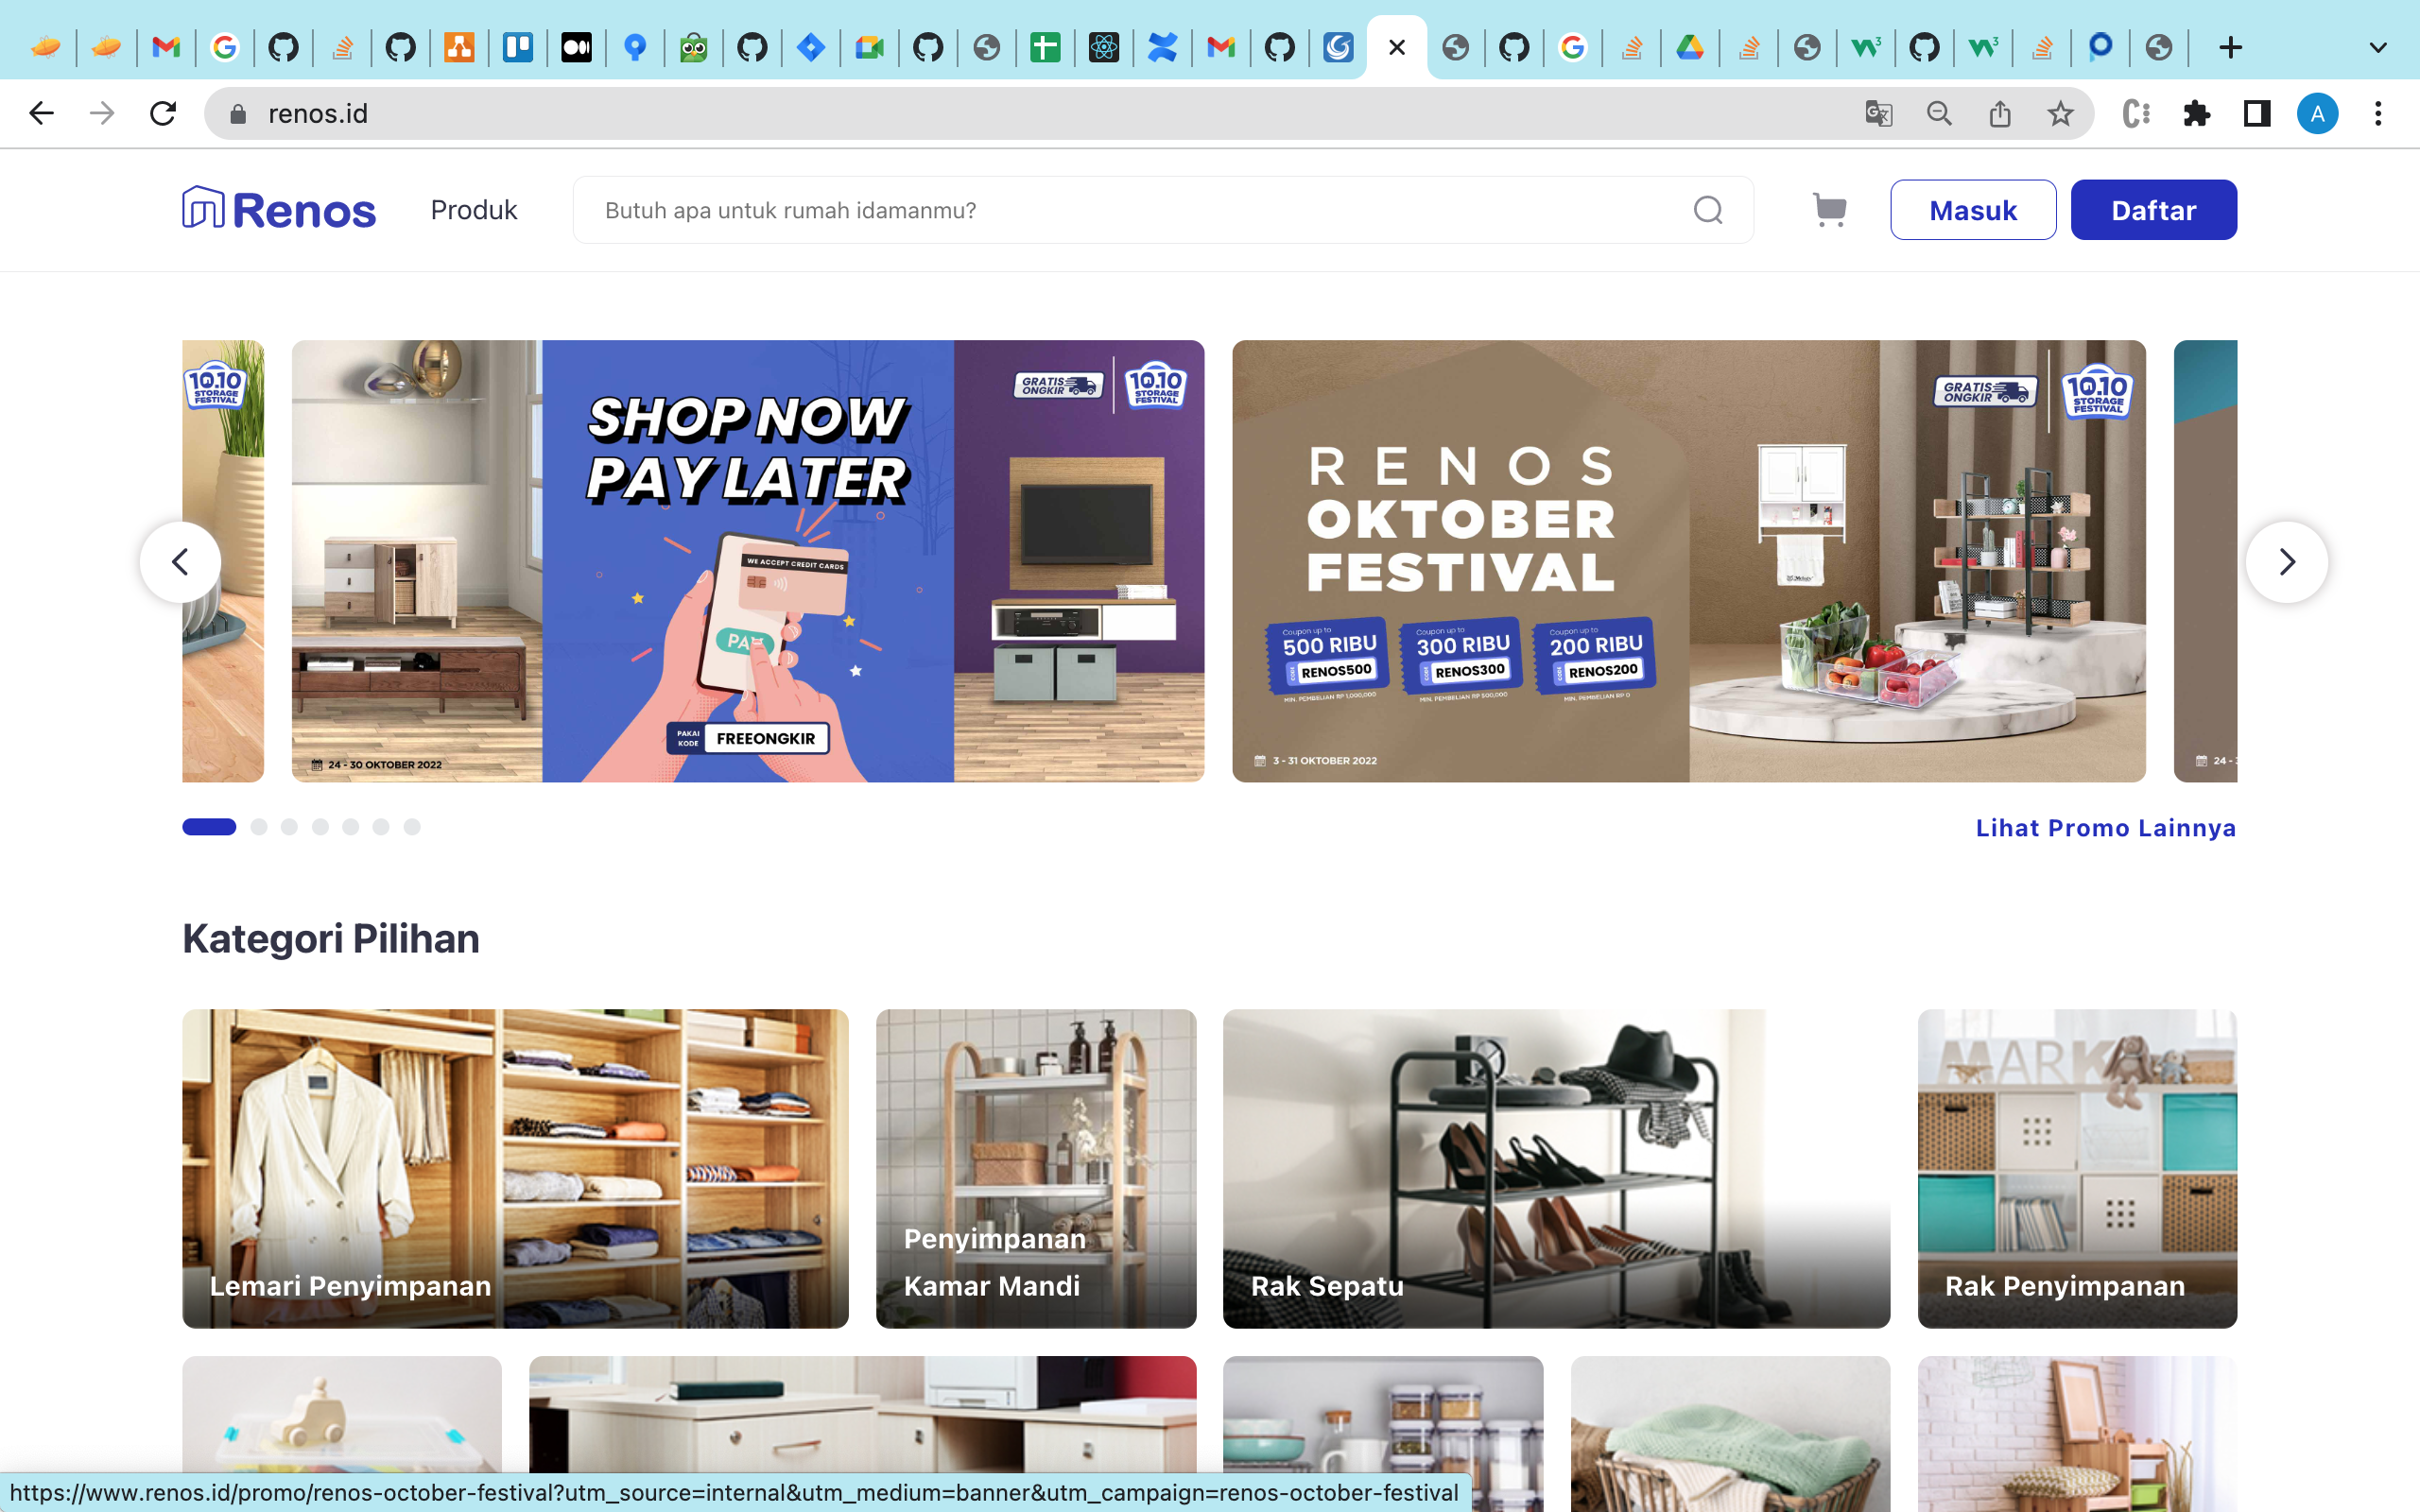 renos.id
A
Renos
Produk
Butuh apa untuk rumah idamanmu?
Masuk
Daftar
10.10
STORAGE
FESTIVAL
SHOP NOW
PAY LATER
GRATIS
ONGKIR
10.10
STORAGE
FESTIVAL
WE ACCEPT CREDIT CARDS
PAY
PAKAI
KODE
FREEONGKIR
24 - 30 OKTOBER 2022
GRATIS
ONGKIR
10.10
STORAGE
FESTIVAL
RENOS
OKTOBER
FESTIVAL
Coupon up to
500 RIBU
CODE
RENOS500
MIN. PEMBELIAN RP 1,000,000
Coupon up to
300 RIBU
CODE
RENOS300
MIN. PEMBELIAN RP 500,000
Coupon up to
200 RIBU
CODE
RENOS200
MIN. PEMBELIAN RP 0
3 - 31 OKTOBER 2022
24 -
Lihat Promo Lainnya
Kategori Pilihan
Lemari Penyimpanan
Penyimpanan
Kamar Mandi
Rak Sepatu
MARK
Rak Penyimpanan
https://www.renos.id/promo/renos-october-festival?utm_source=internal&utm_medium=banner&utm_campaign=renos-october-festival